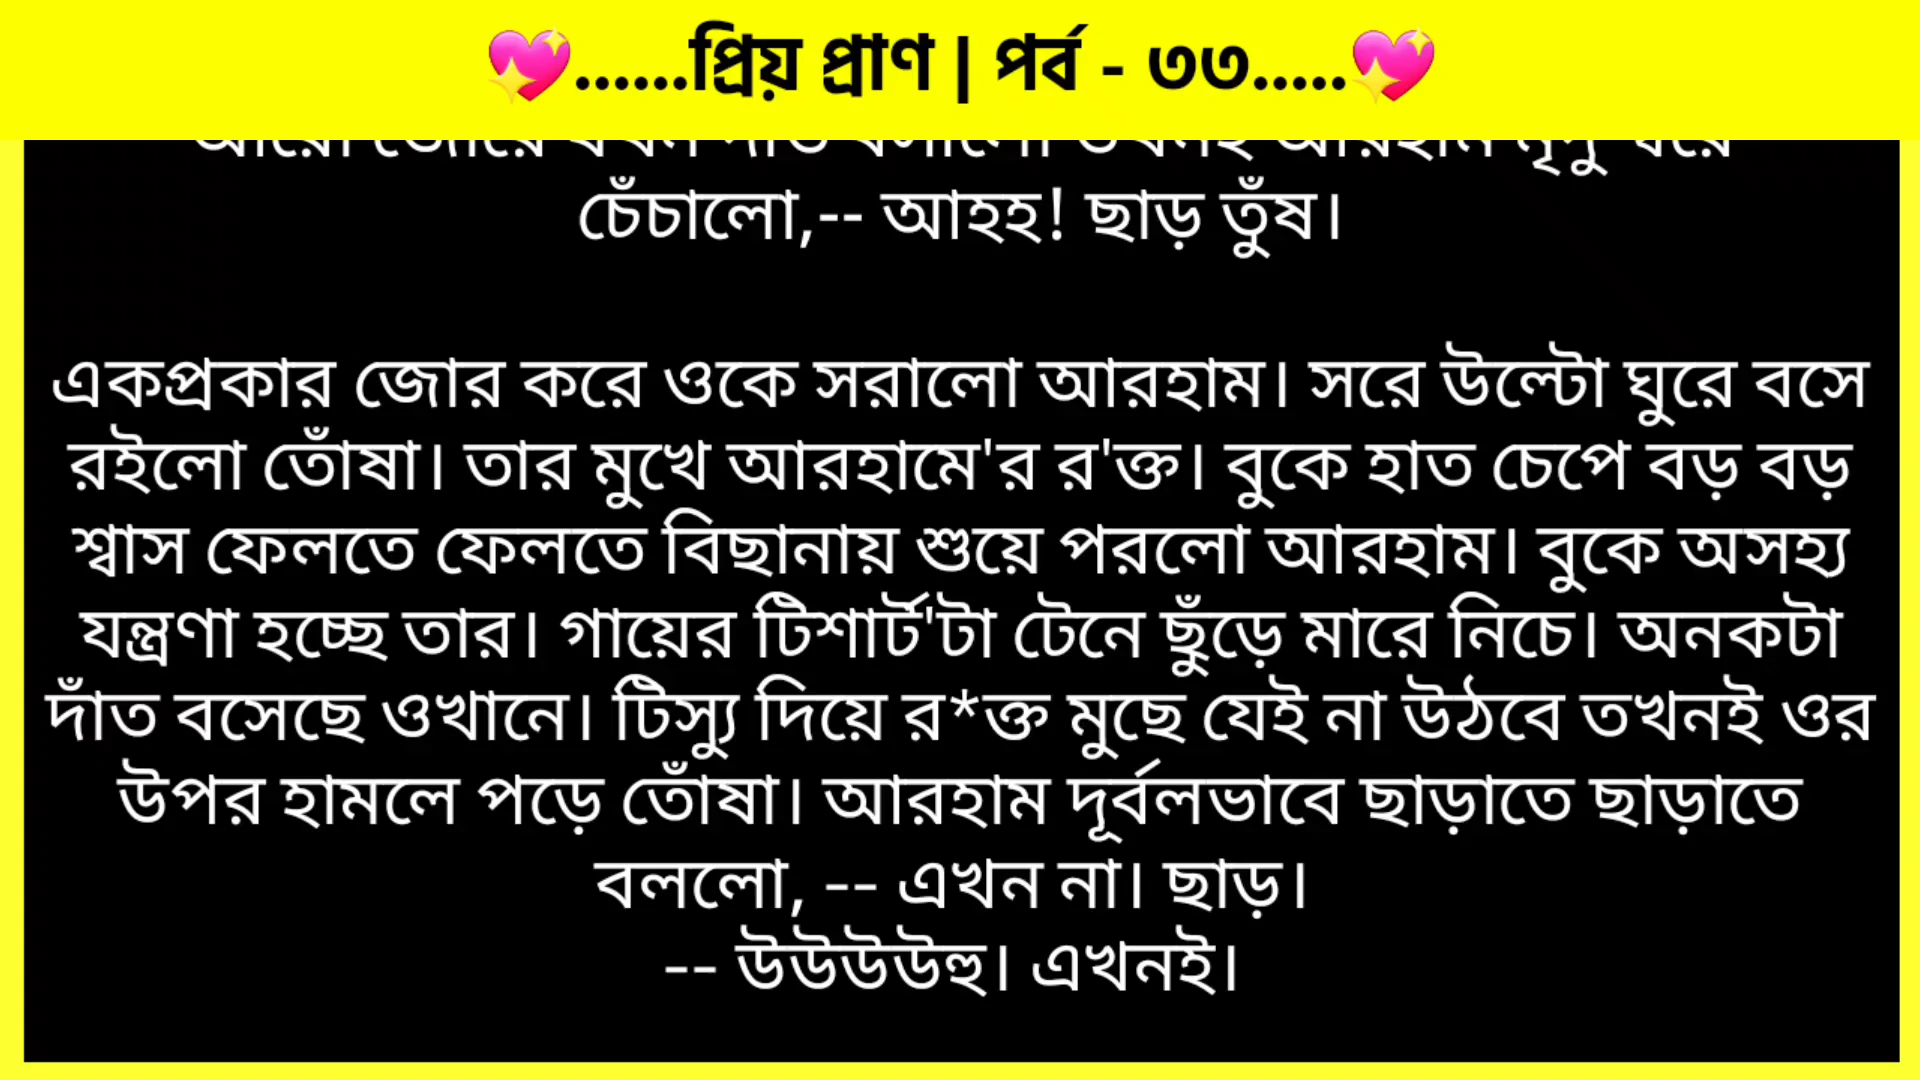 💖......প্রিয় প্রাণ | পর্ব - ৩৩.....💖
চেঁচালো,-- আহহ! ছাড় তুঁষ।
একপ্রকার জোর করে ওকে সরালো আরহাম। সরে উল্টো ঘুরে বসে
রইলো তোঁষা। তার মুখে আরহামে'র র'ক্ত। বুকে হাত চেপে বড় বড়
শ্বাস ফেলতে ফেলতে বিছানায় শুয়ে পরলো আরহাম। বুকে অসহ্য
যন্ত্রণা হচ্ছে তার। গায়ের টিশার্ট'টা টেনে ছুঁড়ে মারে নিচে। অনকটা
দাঁত বসেছে ওখানে। টিস্যু দিয়ে র*ক্ত মুছে যেই না উঠবে তখনই ওর
উপর হামলে পড়ে তোঁষা। আরহাম দূর্বলভাবে ছাড়াতে ছাড়াতে
বললো, -- এখন না। ছাড়।
-- উউউউহু। এখনই।